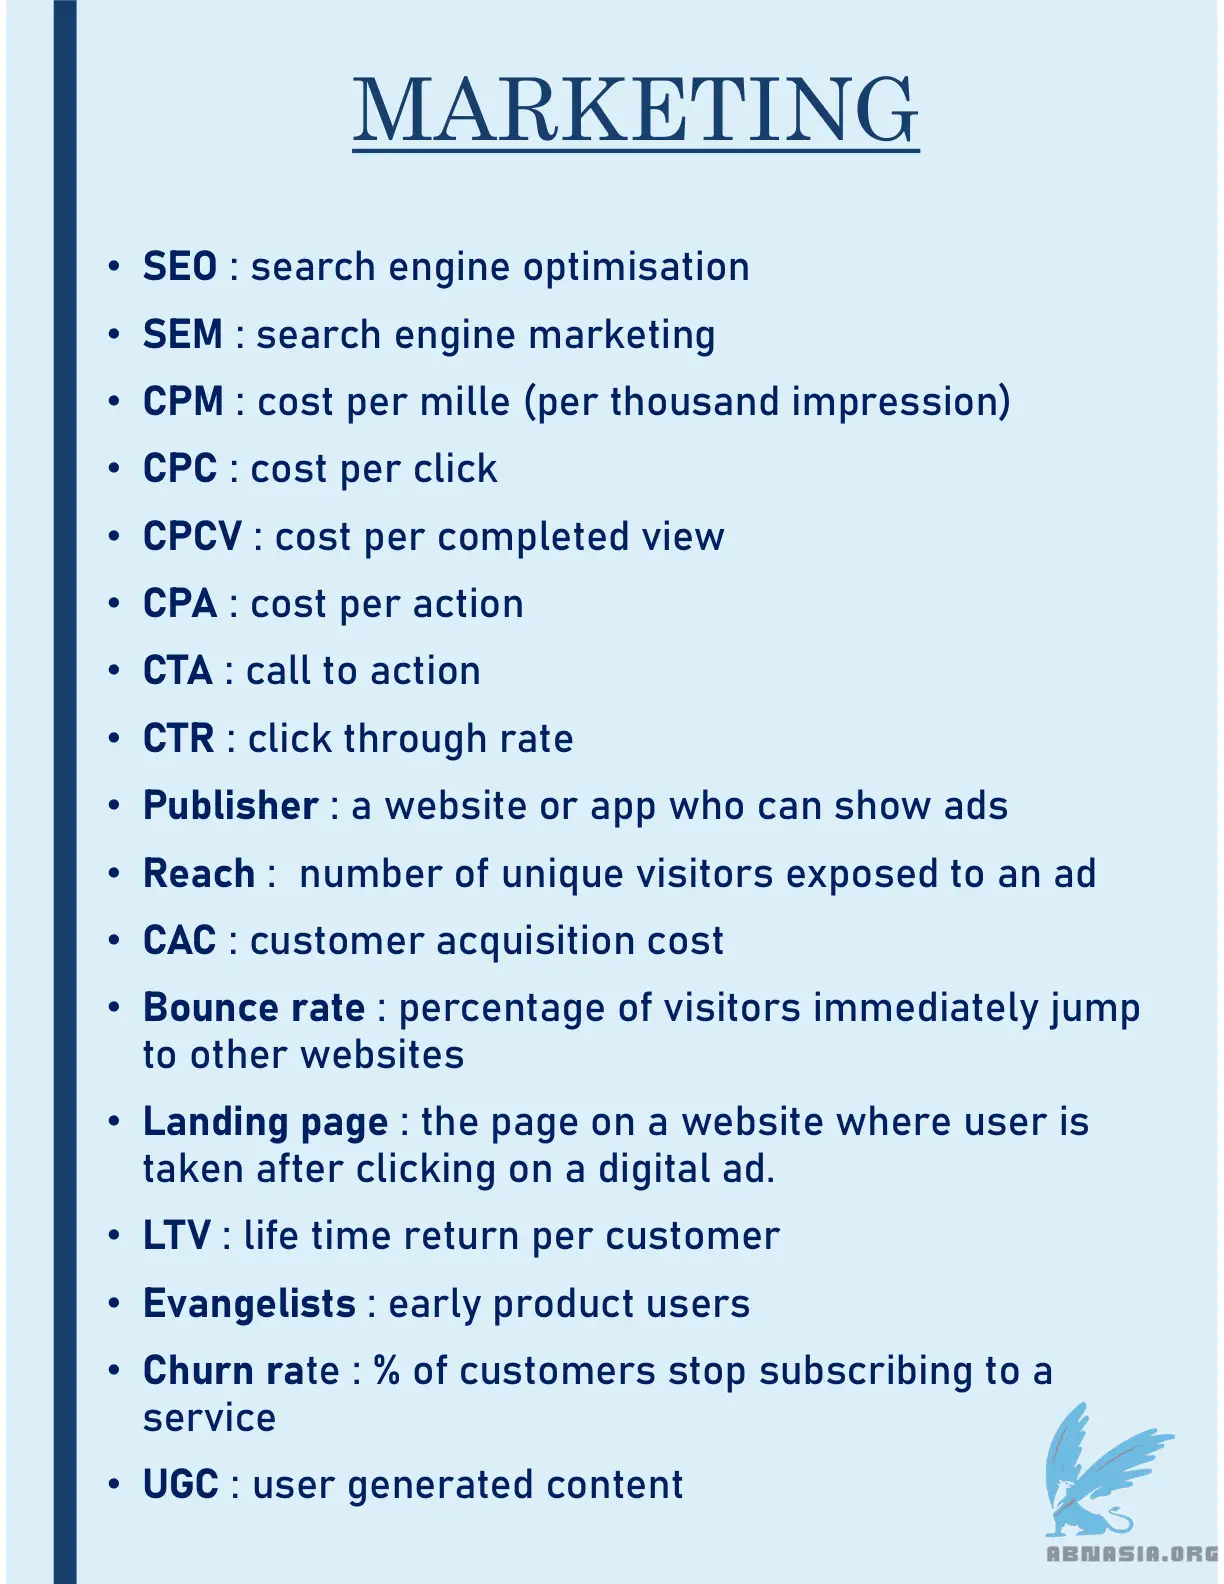 MARKETING
• SEO : search engine optimisation
• SEM : search engine marketing
• CPM : cost per mille (per thousand impression)
• CPC : cost per click
• CPCV : cost per completed view
• CPA : cost per action
• CTA : call to action
• CTR : click through rate
• Publisher : a website or app who can show ads
• Reach :  number of unique visitors exposed to an ad
• CAC : customer acquisition cost
• Bounce rate : percentage of visitors immediately jump
to other websites
• Landing page : the page on a website where user is
taken after clicking on a digital ad.
• LTV : life time return per customer
• Evangelists : early product users
• Churn rate : % of customers stop subscribing to a
service
• UGC : user generated content
ABNASIA.ORG